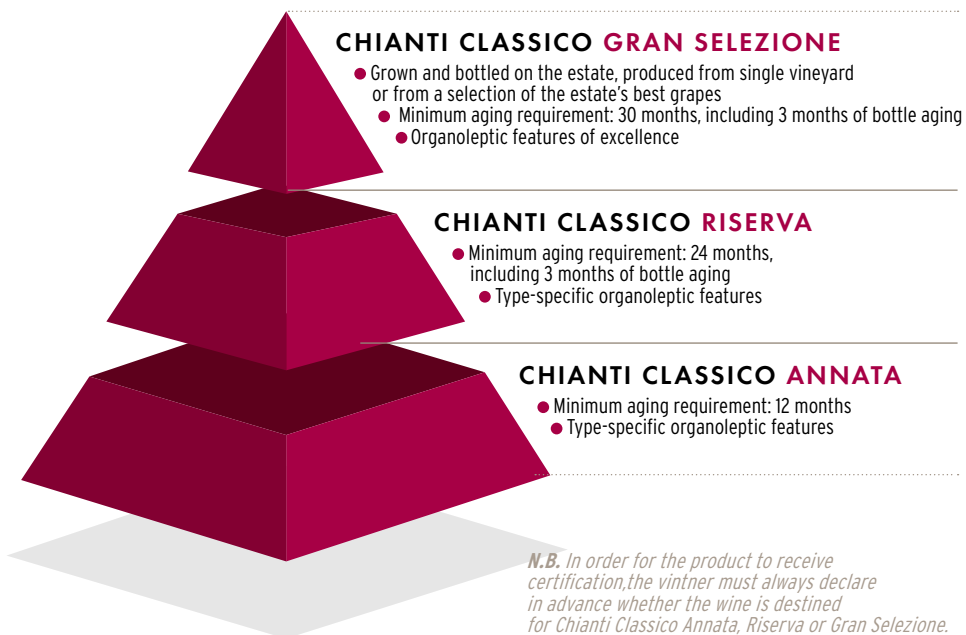 CHIANTI CLASSICO GRAN SELEZIONE
● Grown and bottled on the estate, produced from single vineyard
or from a selection of the estate's best grapes
● Minimum aging requirement: 30 months, including 3 months of bottle aging
● Organoleptic features of excellence
CHIANTI CLASSICO RISERVA
● Minimum aging requirement: 24 months,
including 3 months of bottle aging
● Type-specific organoleptic features
CHIANTI CLASSICO ANNATA
● Minimum aging requirement: 12 months
● Type-specific organoleptic features
N.B. In order for the product to receive
certification,the vintner must always declare
in advance whether the wine is destined
for Chianti Classico Annata, Riserva or Gran Selezione.